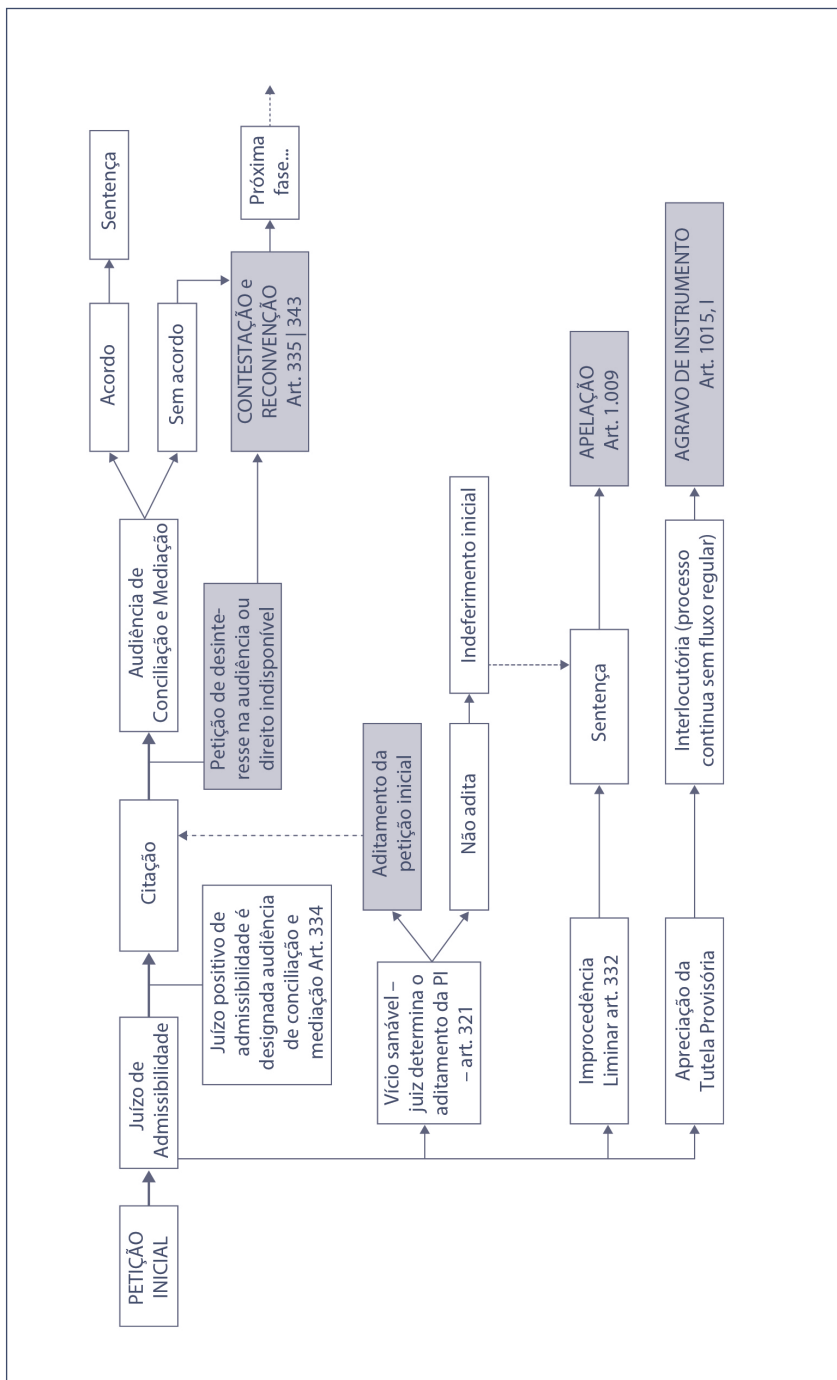 PETIÇÃO
INICIAL
Juízo de
Admissibilidade
Juízo positivo de
admissibilidade é
designada audiência
de conciliação e
mediação Art. 334
Citação
Audiência de
Conciliação e Mediação
Petição de desinte-
resse na audiência ou
direito indisponível
Acordo
Sentença
Sem acordo
CONTESTAÇÃO e
RECONVENÇÃO
Art. 335 | 343
Próxima
fase...
Vício sanável –
juiz determina o
aditamento da PI
– art. 321
Aditamento da
petição inicial
Não adita
Indeferimento inicial
Improcedência
Liminar art. 332
Sentença
APELAÇÃO
Art. 1.009
Apreciação da
Tutela Provisória
Interlocutória (processo
continua sem fluxo regular)
AGRAVO DE INSTRUMENTO
Art. 1015, I